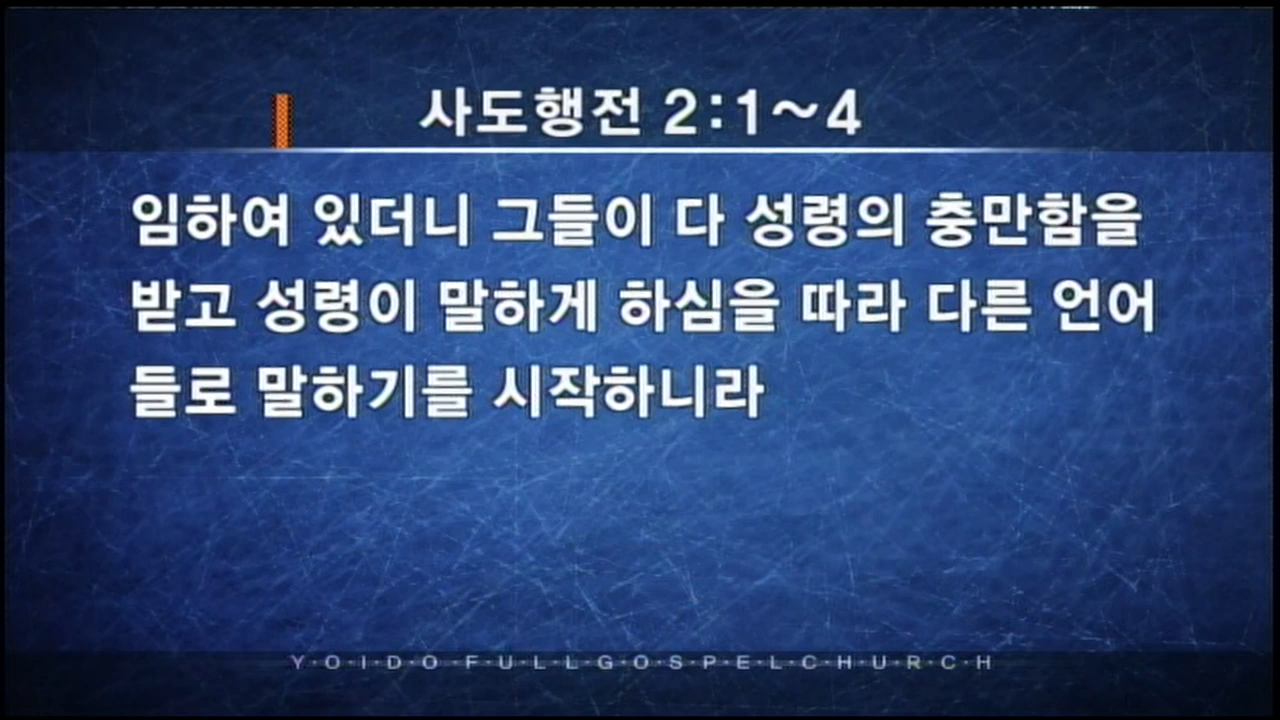 사도행전 2:1~4
임하여 있더니 그들이 다 성령의 충만함을
받고 성령이 말하게 하심을 따라 다른 언어
들로 말하기를 시작하니라
Y·O·I·D·O·F·U·L·L·G·O·S·P·E·L·C·H·U·R·C·H